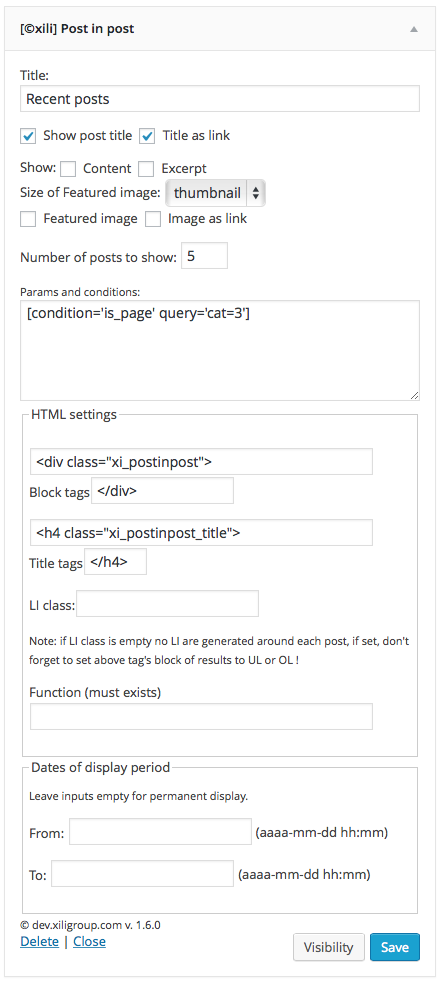 [©xili] Post in post
Title:
Recent posts
Show post title Title as link
Show: Content Excerpt
Size of Featured image: thumbnail
Featured image Image as link
Number of posts to show: 5
Params and conditions:
[condition='is_page' query='cat=3']
HTML settings
<div class="xi_postinpost">
Block tags </div>
<h4 class="xi_postinpost_title">
Title tags </h4>
LI class:
Note: if LI class is empty no LI are generated around each post, if set, don't
forget to set above tag's block of results to UL or OL !
Function (must exists)
Dates of display period
Leave inputs empty for permanent display.
From: (aaaa-mm-dd hh:mm)
To: (aaaa-mm-dd hh:mm)
© dev.xiligroup.com v. 1.6.0
Delete | Close
Visibility Save